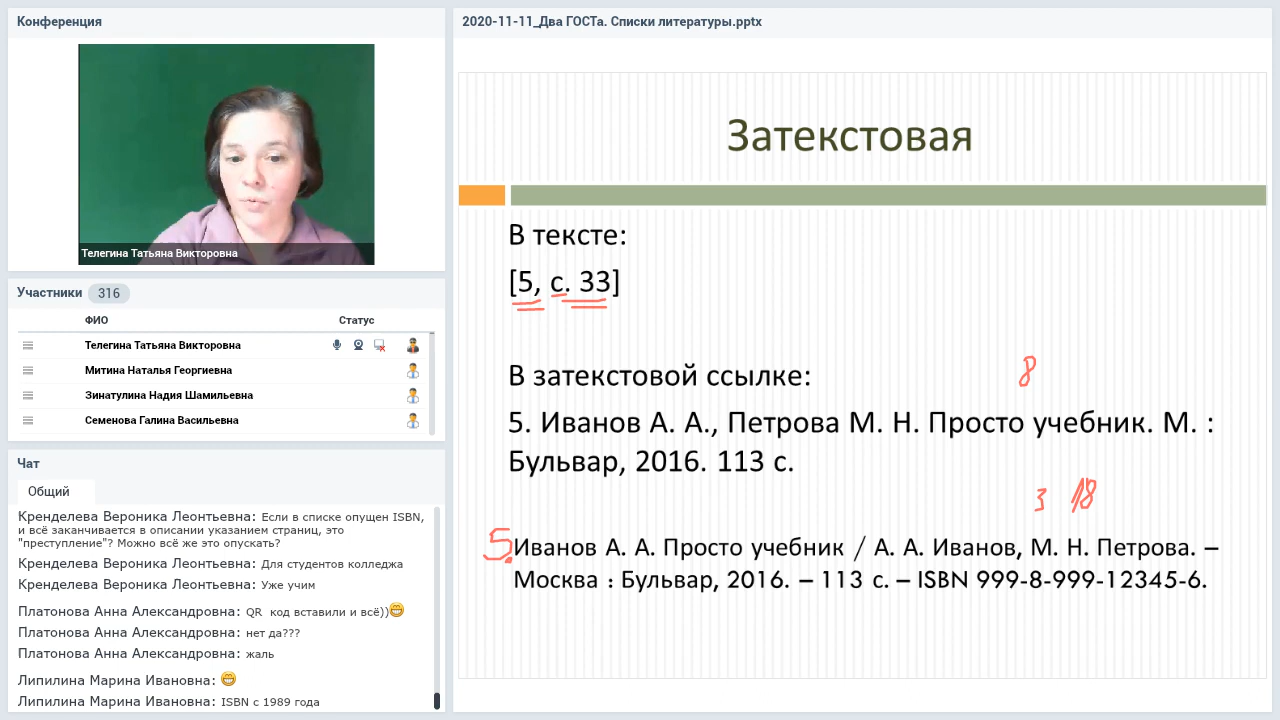 Конференция
Телегина Татьяна Викторовна
Участники 316
ФИО Статус
Телегина Татьяна Викторовна
Митина Наталья Георгиевна
Зинатулина Надия Шамильевна
Семенова Галина Васильевна
Чат
Общий
Кренделева Вероника Леонтьевна: Если в списке опущен ISBN,
и всё заканчивается в описании указанием страниц, это
"преступление"? Можно всё же это опускать?
Кренделева Вероника Леонтьевна: Для студентов колледжа
Кренделева Вероника Леонтьевна: Уже учим
Платонова Анна Александровна: QR код вставили и всё))
Платонова Анна Александровна: нет да???
Платонова Анна Александровна: жаль
Липилина Марина Ивановна:
Липилина Марина Ивановна: ISBN с 1989 года
2020-11-11_Два ГОСТа. Списки литературы.pptx
Затекстовая
В тексте:
[5, с. 33]
В затекстовой ссылке:
8
5. Иванов А. А., Петрова М. Н. Просто учебник. М. :
Бульвар, 2016. 113 с.
3 18
5. Иванов А. А. Просто учебник / А. А. Иванов, М. Н. Петрова. –
Москва : Бульвар, 2016. – 113 с. – ISBN 999-8-999-12345-6.